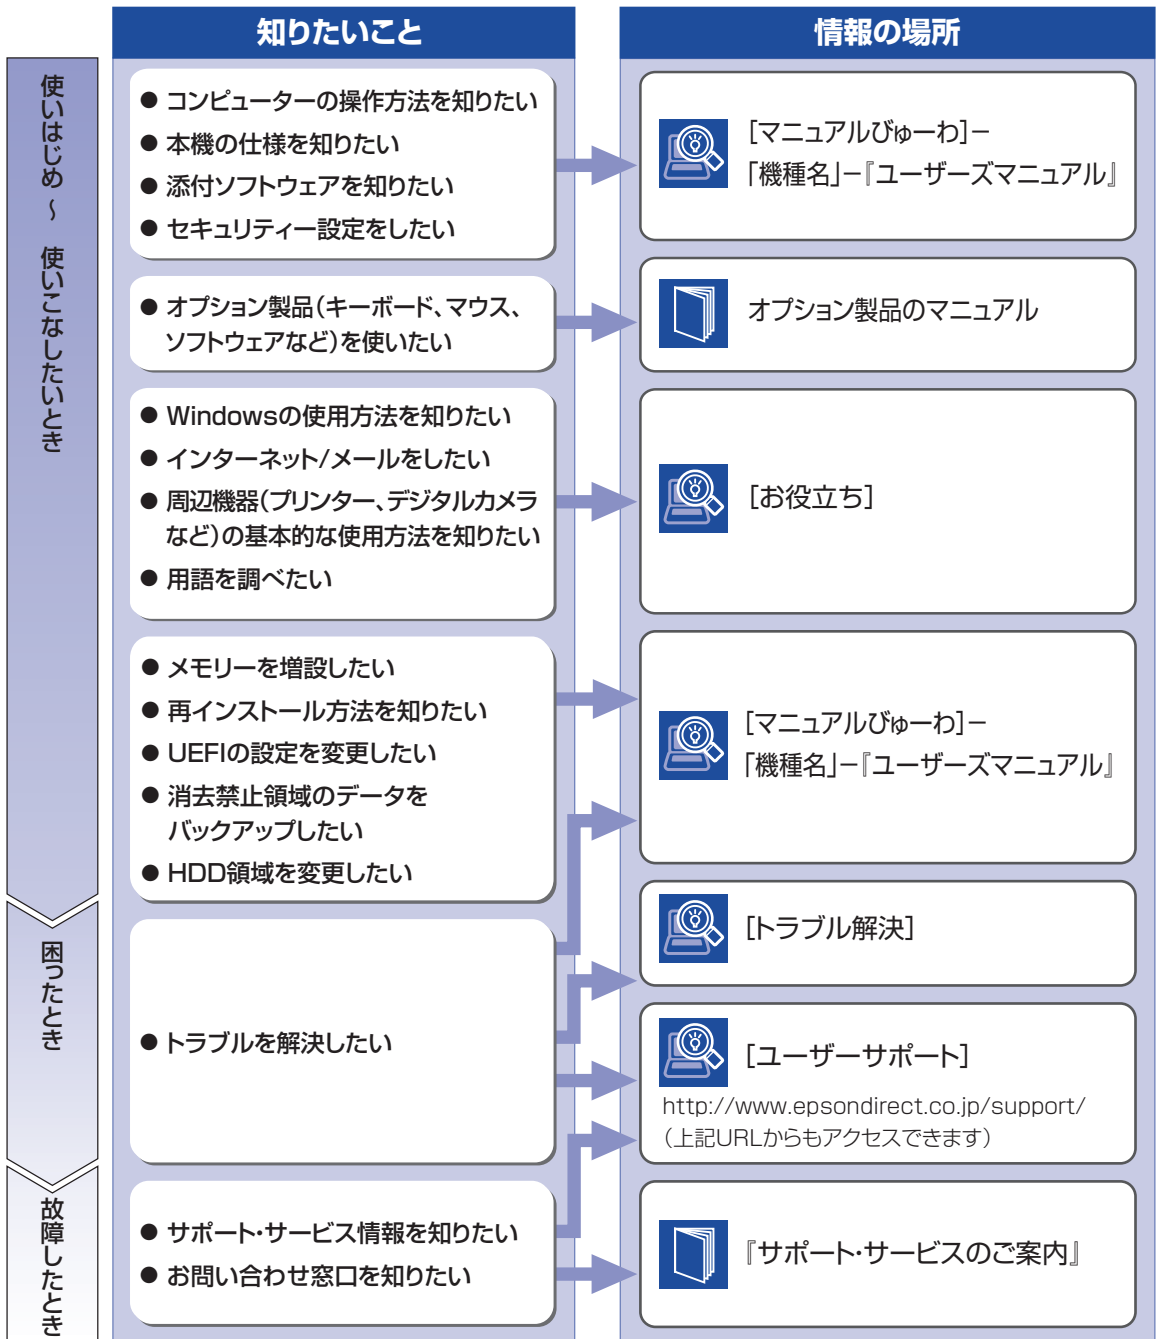 知りたいこと
情報の場所
使いはじめ ～ 使いこなしたいとき
● コンピューターの操作方法を知りたい
● 本機の仕様を知りたい
● 添付ソフトウェアを知りたい
● セキュリティー設定をしたい
[マニュアルびゅーわ]－
「機種名」－『ユーザーズマニュアル』
● オプション製品（キーボード、マウス、
ソフトウェアなど）を使いたい
オプション製品のマニュアル
● Windowsの使用方法を知りたい
● インターネット/メールをしたい
● 周辺機器（プリンター、デジタルカメラ
など）の基本的な使用方法を知りたい
● 用語を調べたい
[お役立ち]
● メモリーを増設したい
● 再インストール方法を知りたい
● UEFIの設定を変更したい
● 消去禁止領域のデータを
バックアップしたい
● HDD領域を変更したい
[マニュアルびゅーわ]－
「機種名」－『ユーザーズマニュアル』
困ったとき
● トラブルを解決したい
[トラブル解決]
[ユーザーサポート]
http://www.epsondirect.co.jp/support/
（上記URLからもアクセスできます）
故障したとき
● サポート・サービス情報を知りたい
● お問い合わせ窓口を知りたい
『サポート・サービスのご案内』